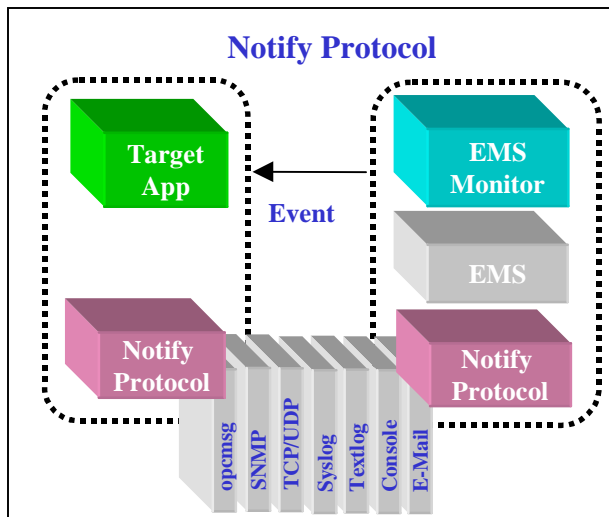 Notify Protocol
Target
App
EMS
Monitor
Event
EMS
Notify
Protocol
Notify
Protocol
opcmsg
SNMP
TCP/UDP
Syslog
Textlog
Console
E-Mail